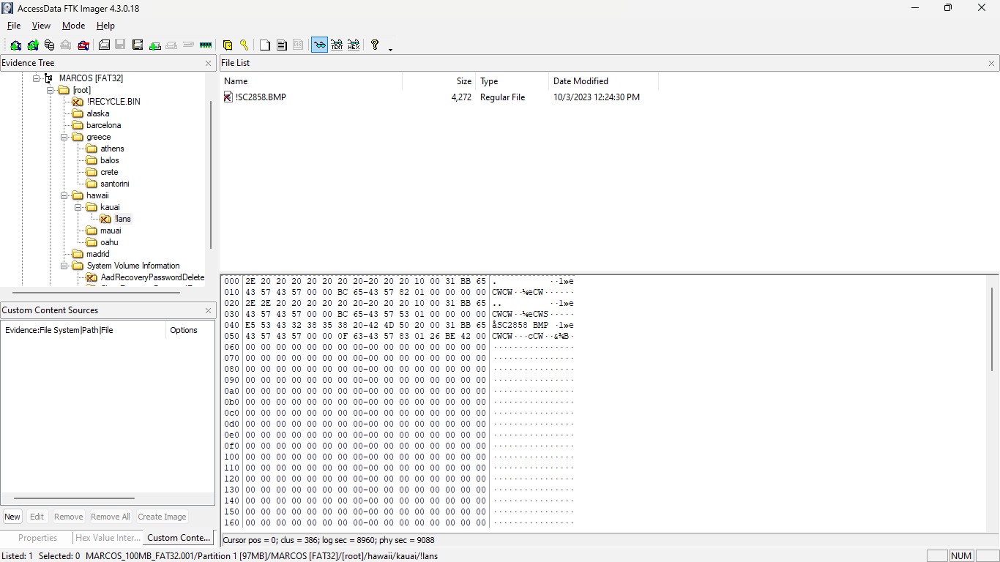 AccessData FTK Imager 4.3.0.18
File View Mode Help
Evidence Tree
MARCOS [FAT32]
[root]
!RECYCLE.BIN
alaska
barcelona
greece
athens
balos
crete
santorini
hawaii
kauai
!lans
mauai
oahu
madrid
System Volume Information
AadRecoveryPasswordDelete
Custom Content Sources
Evidence:File System|Path|File Options
New Edit Remove Remove All Create Image
Properties Hex Value Inter... Custom Conte...
File List
Name Size Type Date Modified
!SC2858.BMP 4,272 Regular File 10/3/2023 12:24:30 PM
000 2E 20 20 20 20 20 20 20-20 20 20 10 00 31 BB 65 . ··1»e
010 43 57 43 57 00 00 BC 65-43 57 82 01 00 00 00 00 CWCW··¼eCW······
020 2E 2E 20 20 20 20 20 20-20 20 20 10 00 31 BB 65 .. ··1»e
030 43 57 43 57 00 00 BC 65-43 57 53 01 00 00 00 00 CWCW··¼eCWS·····
040 E5 53 43 32 38 35 38 20-42 4D 50 20 00 31 BB 65 åSC2858 BMP ·1»e
050 43 57 43 57 00 00 0F 63-43 57 83 01 26 BE 42 00 CWCW···cCW··&¾B·
060 00 00 00 00 00 00 00 00-00 00 00 00 00 00 00 00 ················
070 00 00 00 00 00 00 00 00-00 00 00 00 00 00 00 00 ················
080 00 00 00 00 00 00 00 00-00 00 00 00 00 00 00 00 ················
090 00 00 00 00 00 00 00 00-00 00 00 00 00 00 00 00 ················
0a0 00 00 00 00 00 00 00 00-00 00 00 00 00 00 00 00 ················
0b0 00 00 00 00 00 00 00 00-00 00 00 00 00 00 00 00 ················
0c0 00 00 00 00 00 00 00 00-00 00 00 00 00 00 00 00 ················
0d0 00 00 00 00 00 00 00 00-00 00 00 00 00 00 00 00 ················
0e0 00 00 00 00 00 00 00 00-00 00 00 00 00 00 00 00 ················
0f0 00 00 00 00 00 00 00 00-00 00 00 00 00 00 00 00 ················
100 00 00 00 00 00 00 00 00-00 00 00 00 00 00 00 00 ················
110 00 00 00 00 00 00 00 00-00 00 00 00 00 00 00 00 ················
120 00 00 00 00 00 00 00 00-00 00 00 00 00 00 00 00 ················
130 00 00 00 00 00 00 00 00-00 00 00 00 00 00 00 00 ················
140 00 00 00 00 00 00 00 00-00 00 00 00 00 00 00 00 ················
150 00 00 00 00 00 00 00 00-00 00 00 00 00 00 00 00 ················
160 00 00 00 00 00 00 00 00-00 00 00 00 00 00 00 00 ················
Cursor pos = 0; clus = 386; log sec = 8960; phy sec = 9088
Listed: 1 Selected: 0 MARCOS_100MB_FAT32.001/Partition 1 [97MB]/MARCOS [FAT32]/[root]/hawaii/kauai/!lans NUM